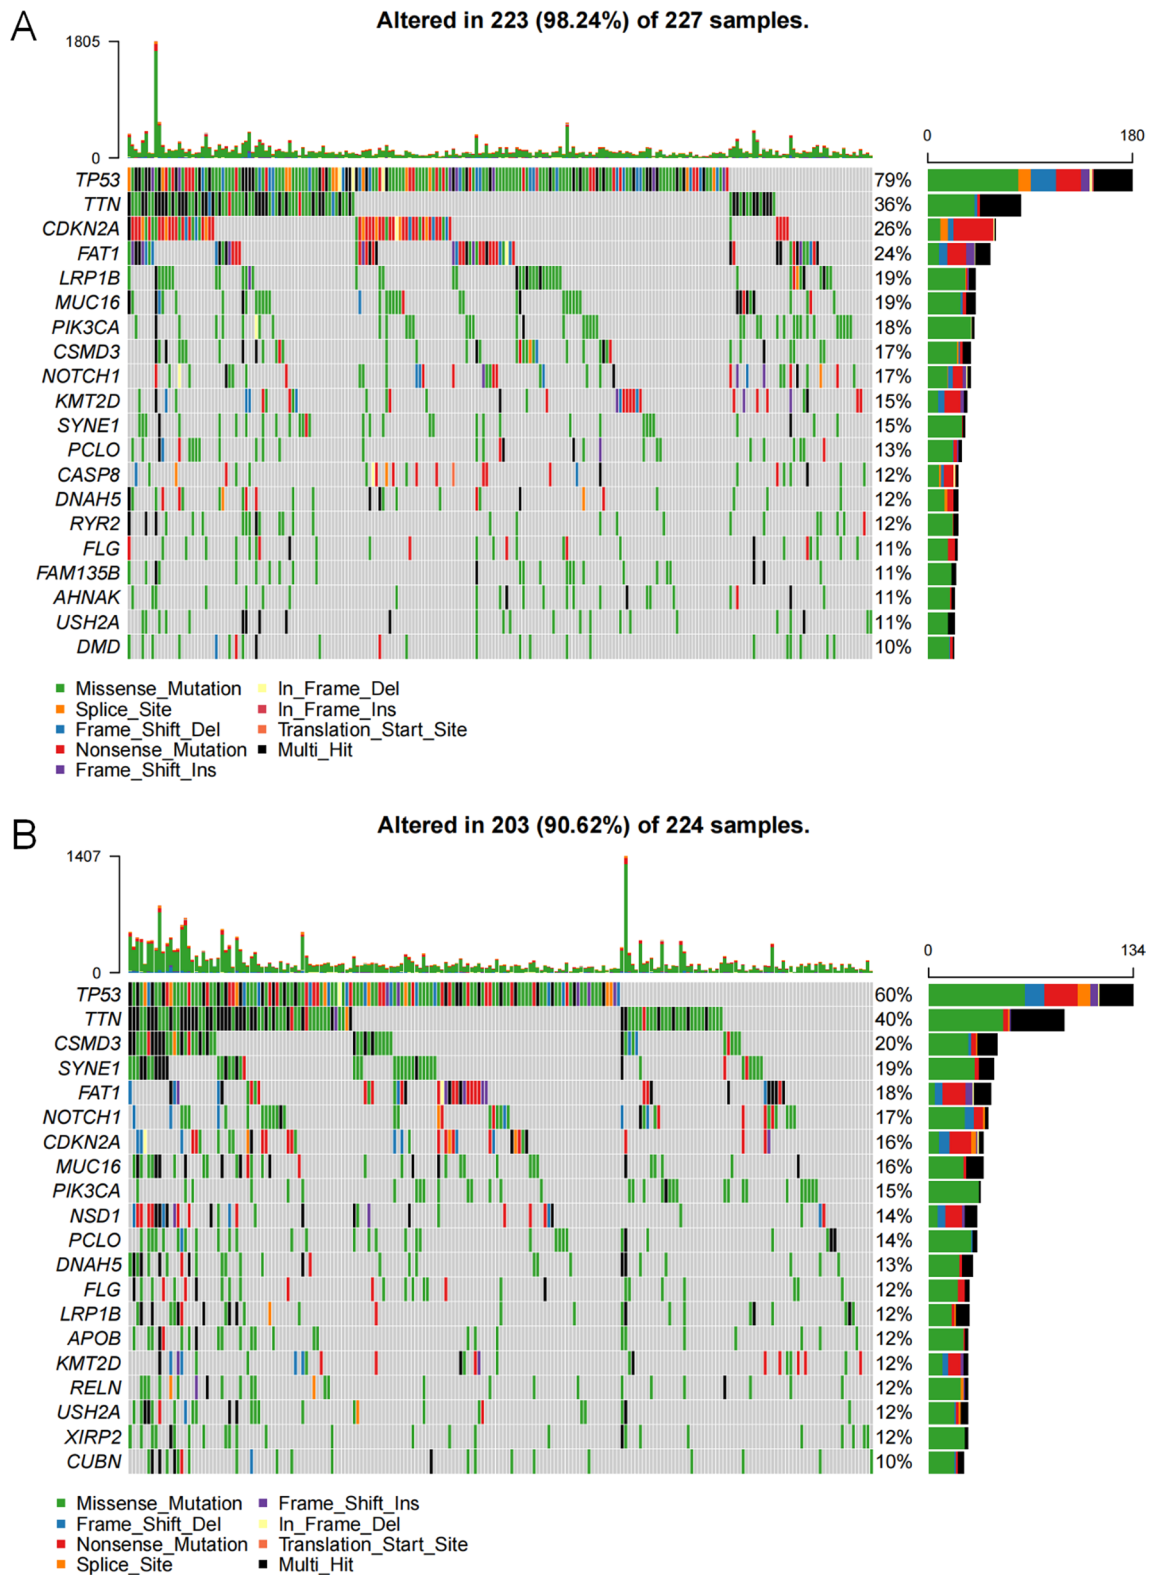 A
Altered in 223 (98.24%) of 227 samples.
1805
0
0 180
TP53 79%
TTN 36%
CDKN2A 26%
FAT1 24%
LRP1B 19%
MUC16 19%
PIK3CA 18%
CSMD3 17%
NOTCH1 17%
KMT2D 15%
SYNE1 15%
PCLO 13%
CASP8 12%
DNAH5 12%
RYR2 12%
FLG 11%
FAM135B 11%
AHNAK 11%
USH2A 11%
DMD 10%
Missense_Mutation In_Frame_Del
Splice_Site In_Frame_Ins
Frame_Shift_Del Translation_Start_Site
Nonsense_Mutation Multi_Hit
Frame_Shift_Ins
B
Altered in 203 (90.62%) of 224 samples.
1407
0
0 134
TP53 60%
TTN 40%
CSMD3 20%
SYNE1 19%
FAT1 18%
NOTCH1 17%
CDKN2A 16%
MUC16 16%
PIK3CA 15%
NSD1 14%
PCLO 14%
DNAH5 13%
FLG 12%
LRP1B 12%
APOB 12%
KMT2D 12%
RELN 12%
USH2A 12%
XIRP2 12%
CUBN 10%
Missense_Mutation Frame_Shift_Ins
Frame_Shift_Del In_Frame_Del
Nonsense_Mutation Translation_Start_Site
Splice_Site Multi_Hit